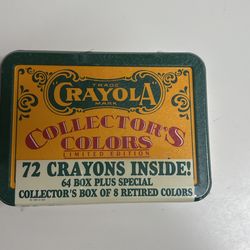 TRADE
CRAYOLA
MARK
COLLECTOR'S
COLORS
LIMITED EDITION
72 CRAYONS INSIDE!
64 BOX PLUS SPECIAL
COLLECTOR'S BOX OF 8 RETIRED COLORS